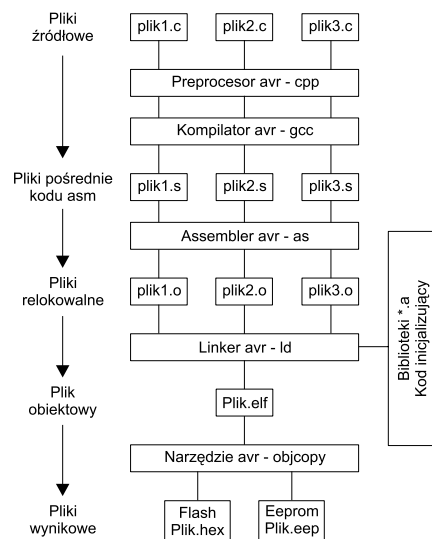 Pliki
źródłowe
plik1.c
plik2.c
plik3.c
Preprocesor avr - cpp
Kompilator avr - gcc
Pliki pośrednie
kodu asm
plik1.s
plik2.s
plik3.s
Assembler avr - as
Pliki
relokowalne
plik1.o
plik2.o
plik3.o
Linker avr - ld
Biblioteki *.a
Kod inicjalizujący
Plik
obiektowy
Plik.elf
Narzędzie avr - objcopy
Pliki
wynikowe
Flash
Plik.hex
Eeprom
Plik.eep